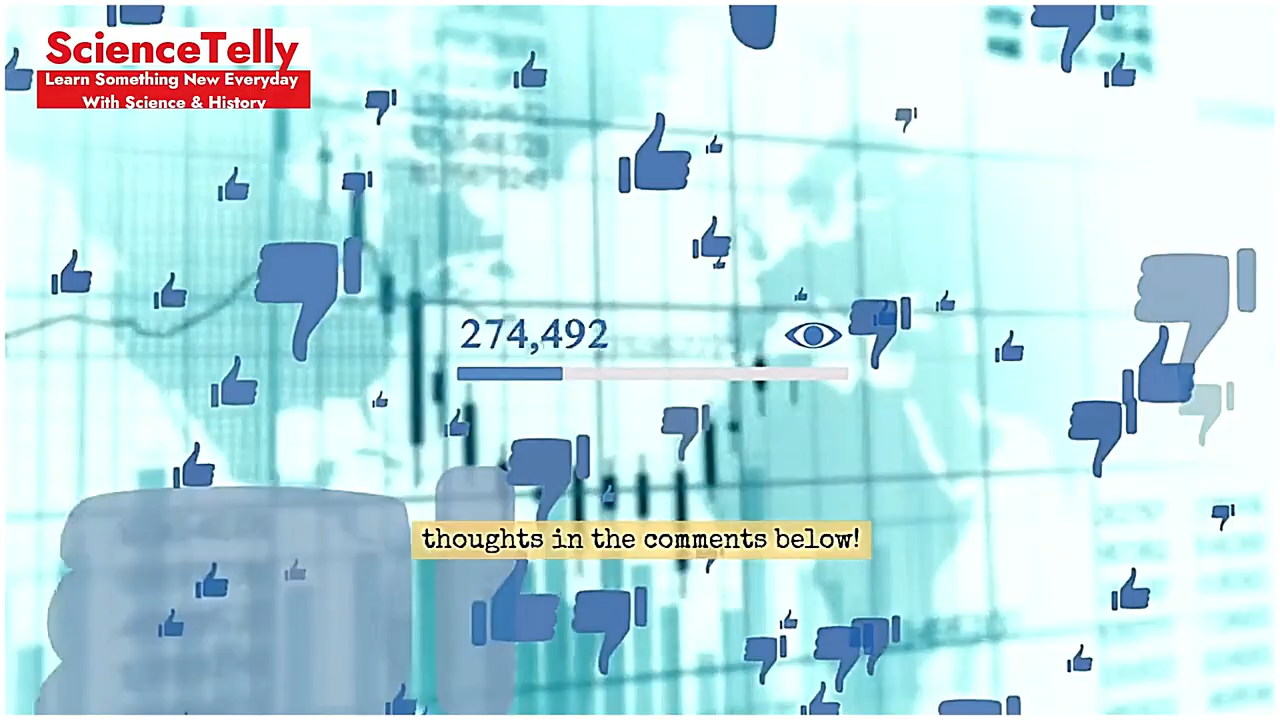 ScienceTelly
Learn Something New Everyday
With Science & History
274,492
thoughts in the comments below!